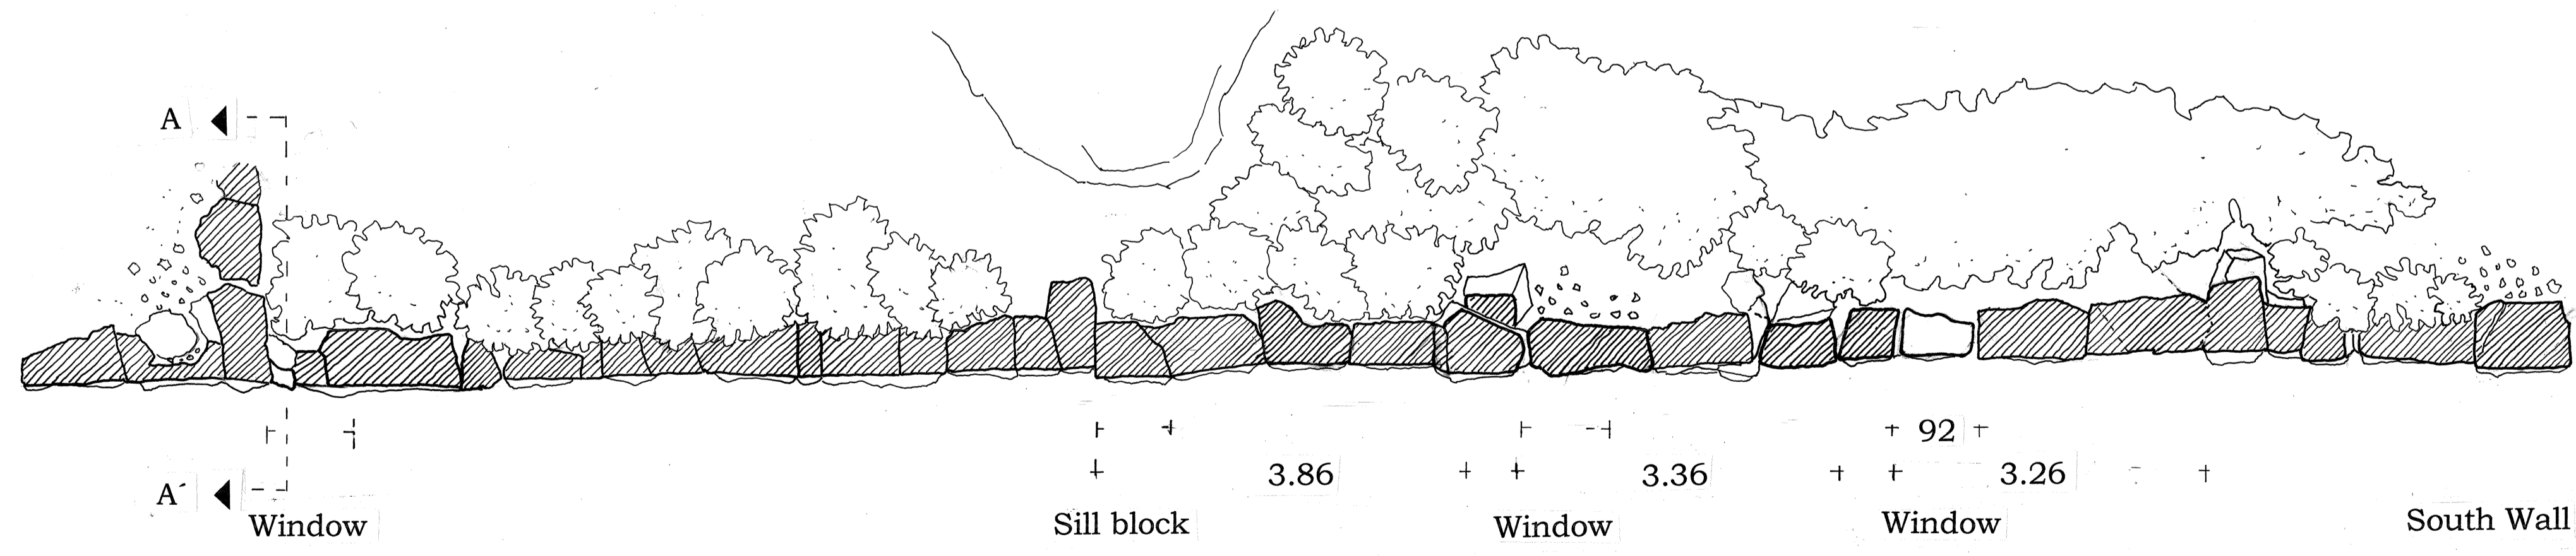 A
92
3.86 3.36 3.26
A´
Window Sill block Window Window South Wall